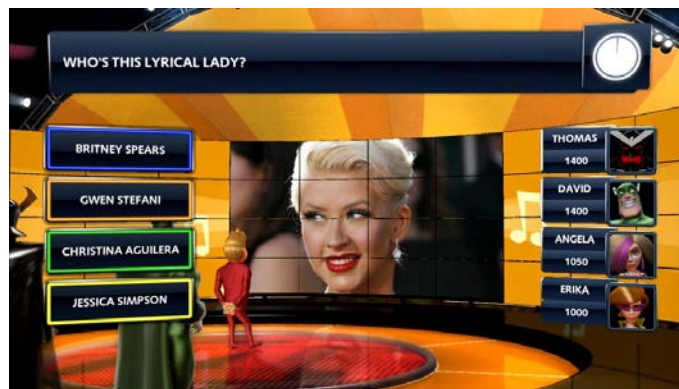 WHO'S THIS LYRICAL LADY?
BRITNEY SPEARS
GWEN STEFANI
CHRISTINA AGUILERA
JESSICA SIMPSON
THOMAS
1400
DAVID
1400
ANGELA
1050
ERIKA
1000